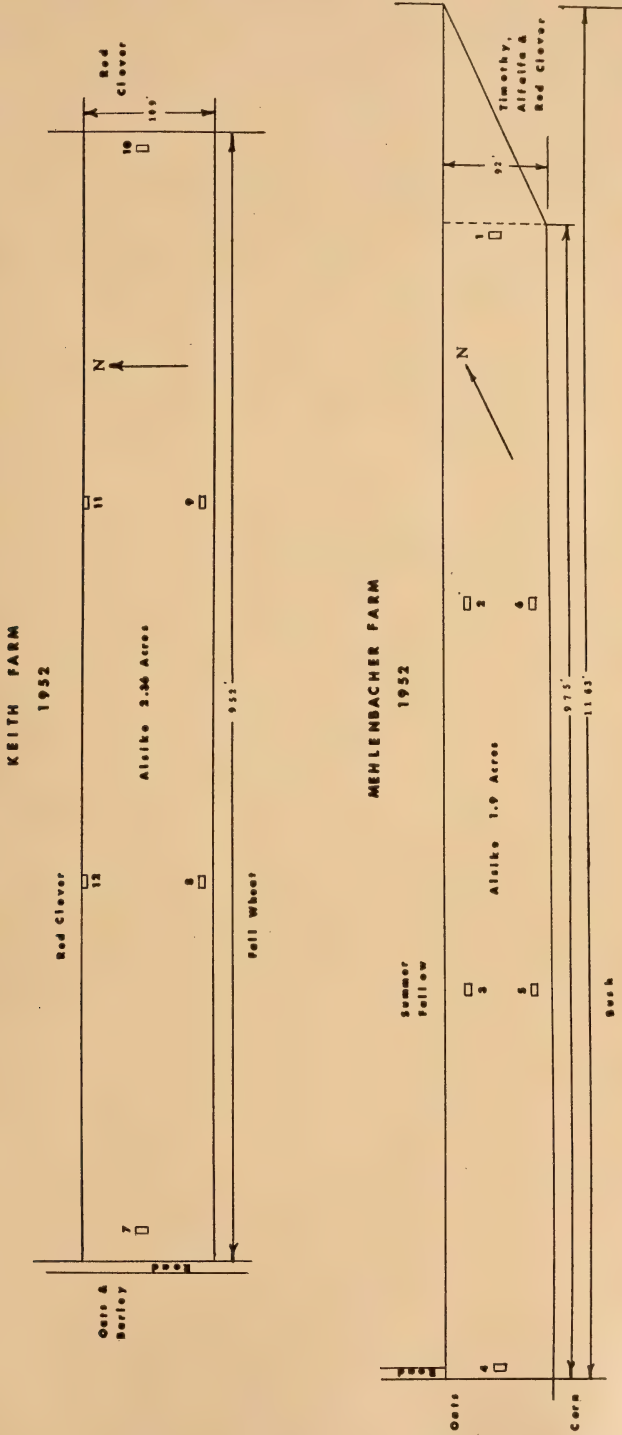 KEITH FARM
1952
Red Clover
Red
Clover
12
11
10
N
7
Alsike 2.36 Acres
8
9
Oats &
Barley
Road
952'
Fall Wheat
MEHLENBACHER FARM
1952
Summer
Fallow
Road
Oats
N
3
2
1
92'
Timothy,
Alfalfa &
Red Clover
4
Alsike 1.9 Acres
5
6
Corn
975'
1163'
Bush